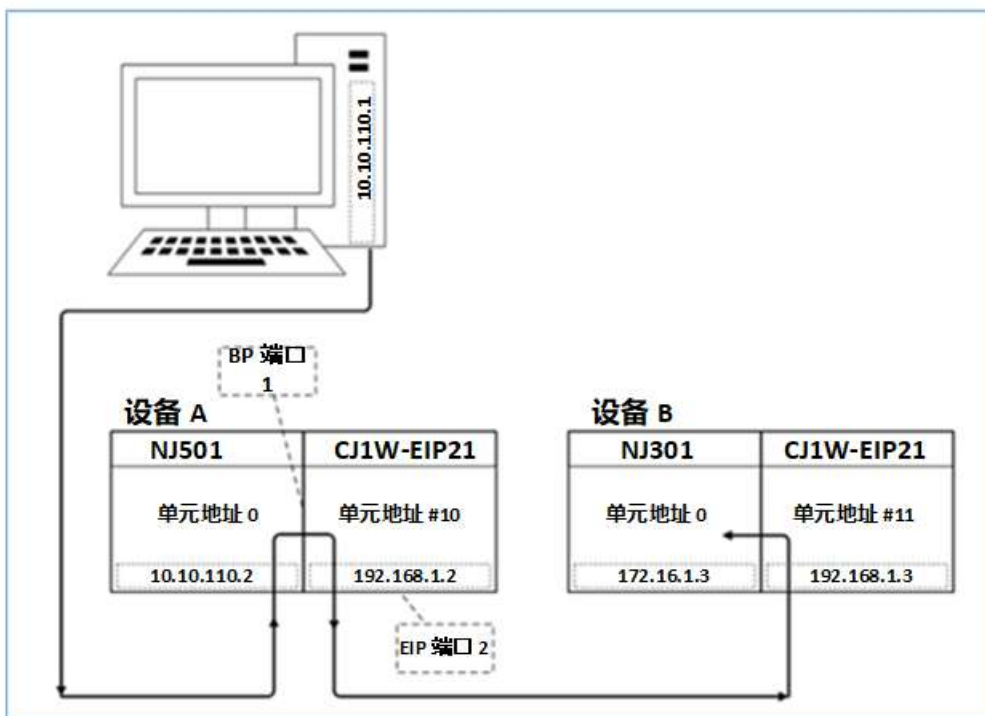 10.10.110.1
BP 端口
1
设备 A
设备 B
NJ501
CJ1W-EIP21
NJ301
CJ1W-EIP21
单元地址 0
单元地址 #10
单元地址 0
单元地址 #11
10.10.110.2
192.168.1.2
172.16.1.3
192.168.1.3
EIP 端口 2